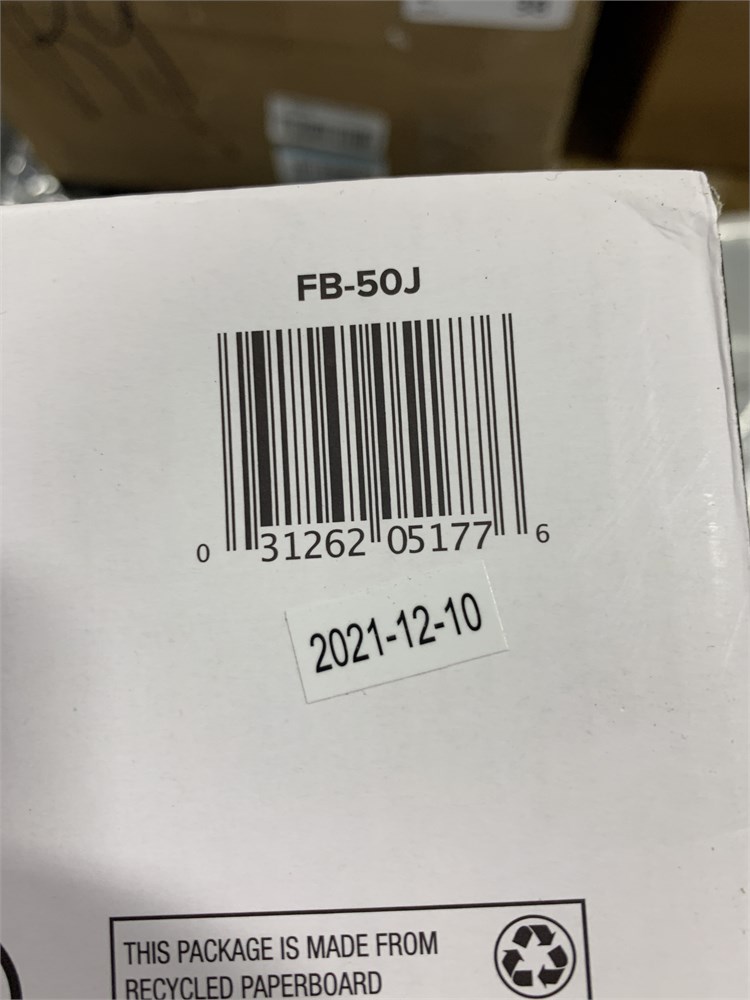 FB-50J
0 31262 05177 6
2021-12-10
THIS PACKAGE IS MADE FROM
RECYCLED PAPERBOARD